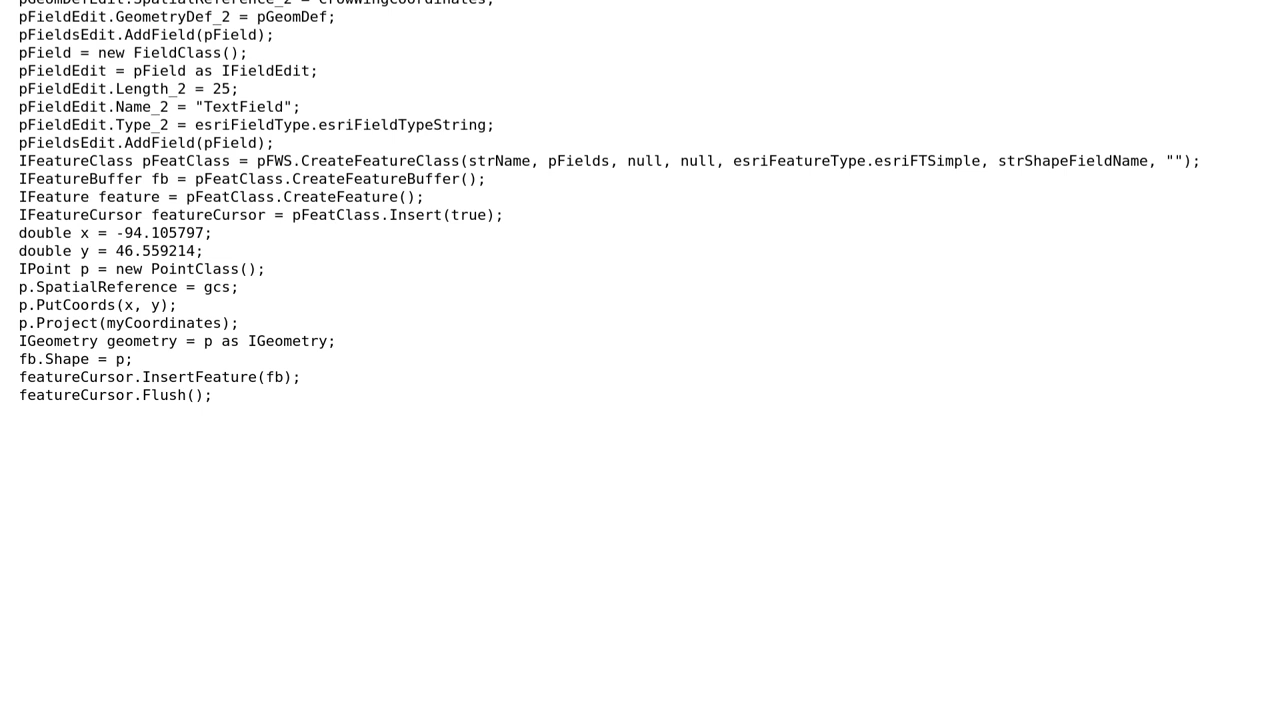 pGeomDefEdit.SpatialReference_2 = CrowWingCoordinates;
pFieldEdit.GeometryDef_2 = pGeomDef;
pFieldsEdit.AddField(pField);
pField = new FieldClass();
pFieldEdit = pField as IFieldEdit;
pFieldEdit.Length_2 = 25;
pFieldEdit.Name_2 = "TextField";
pFieldEdit.Type_2 = esriFieldType.esriFieldTypeString;
pFieldsEdit.AddField(pField);
IFeatureClass pFeatClass = pFWS.CreateFeatureClass(strName, pFields, null, null, esriFeatureType.esriFTSimple, strShapeFieldName, "");
IFeatureBuffer fb = pFeatClass.CreateFeatureBuffer();
IFeature feature = pFeatClass.CreateFeature();
IFeatureCursor featureCursor = pFeatClass.Insert(true);
double x = -94.105797;
double y = 46.559214;
IPoint p = new PointClass();
p.SpatialReference = gcs;
p.PutCoords(x, y);
p.Project(myCoordinates);
IGeometry geometry = p as IGeometry;
fb.Shape = p;
featureCursor.InsertFeature(fb);
featureCursor.Flush();